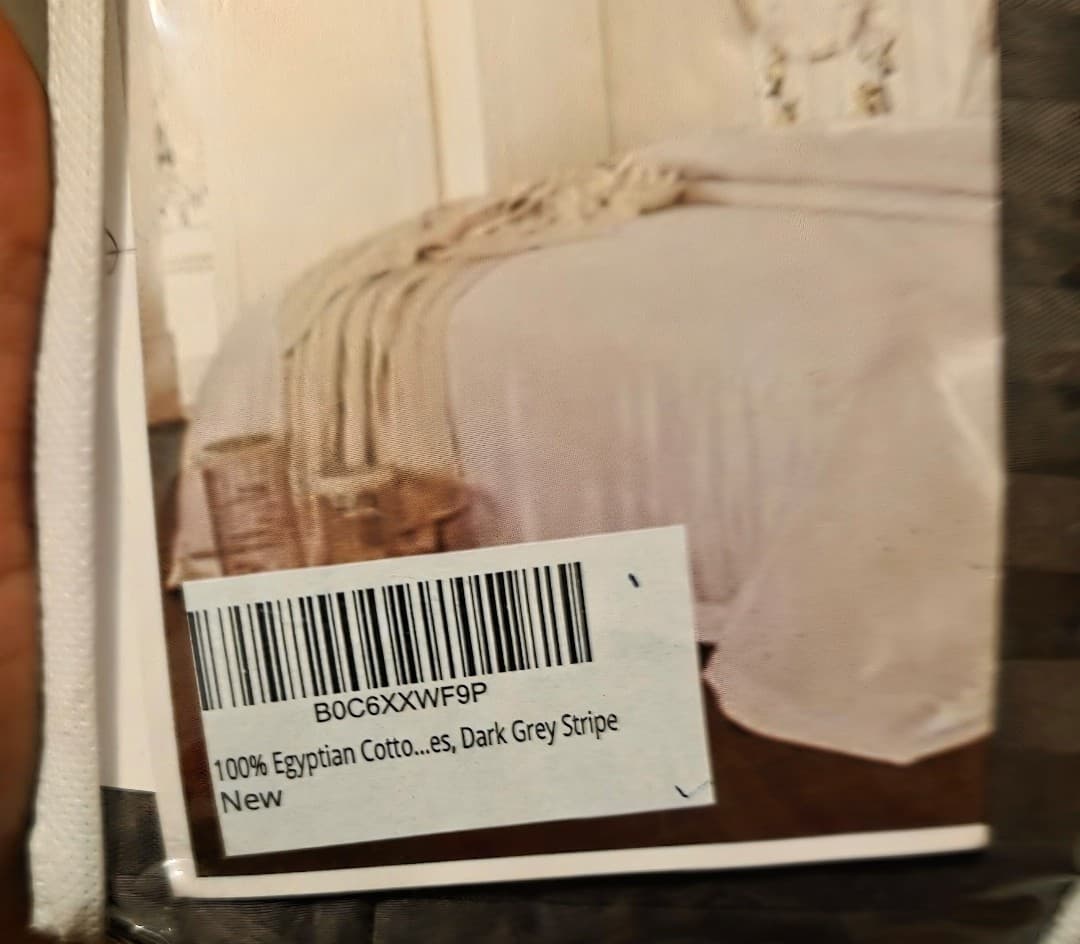 B0C6XXWF9P
100% Egyptian Cotto...es, Dark Grey Stripe
New